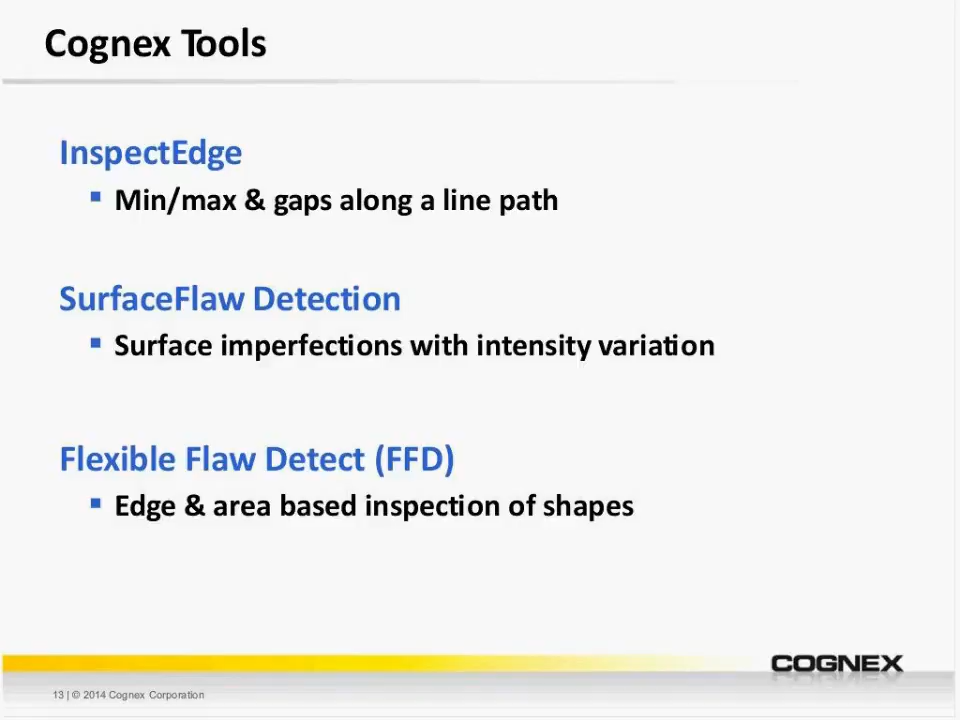 Cognex Tools
InspectEdge
▪ Min/max & gaps along a line path
SurfaceFlaw Detection
▪ Surface imperfections with intensity variation
Flexible Flaw Detect (FFD)
▪ Edge & area based inspection of shapes
COGNEX
13 | © 2014 Cognex Corporation